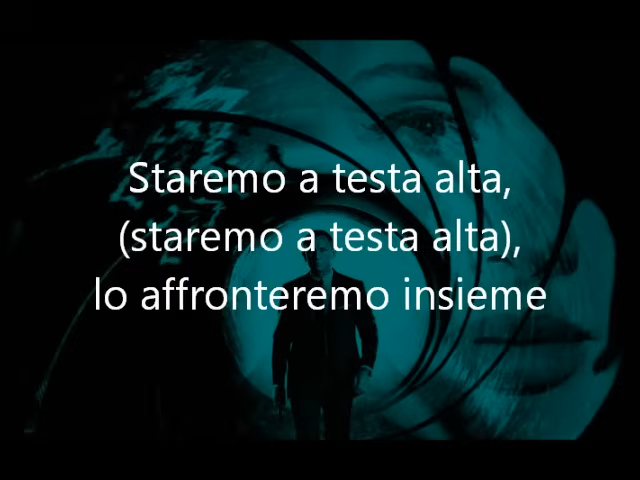 Staremo a testa alta,
(staremo a testa alta),
lo affronteremo insieme